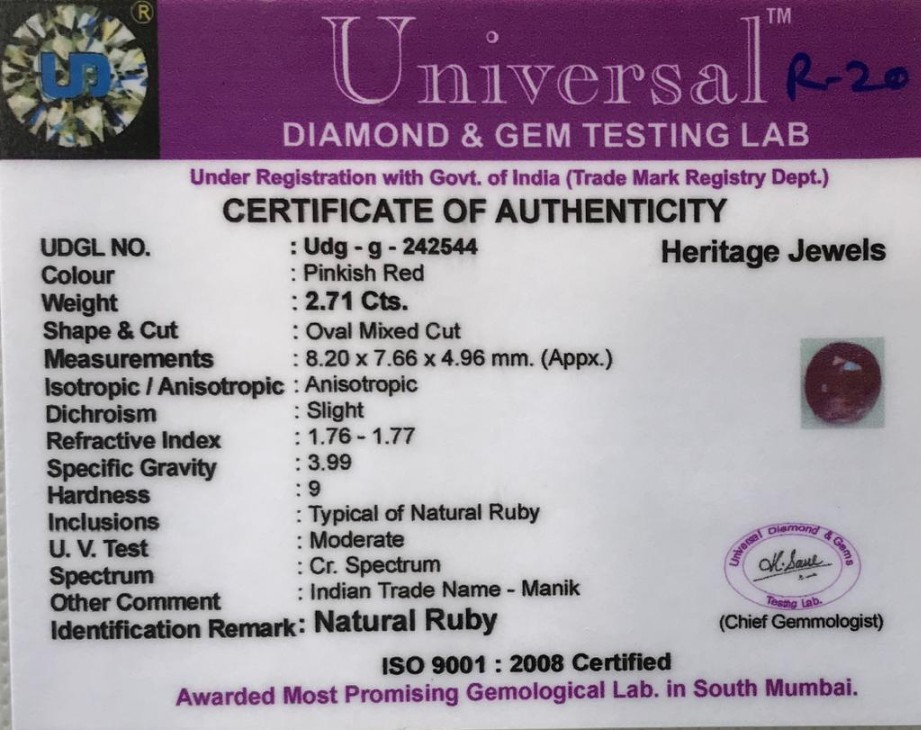 UD ®
Universal™ R-20
DIAMOND & GEM TESTING LAB
Under Registration with Govt. of India (Trade Mark Registry Dept.)
CERTIFICATE OF AUTHENTICITY
UDGL NO. : Udg - g - 242544 Heritage Jewels
Colour : Pinkish Red
Weight : 2.71 Cts.
Shape & Cut : Oval Mixed Cut
Measurements : 8.20 x 7.66 x 4.96 mm. (Appx.)
Isotropic / Anisotropic : Anisotropic
Dichroism : Slight
Refractive Index : 1.76 - 1.77
Specific Gravity : 3.99
Hardness : 9
Inclusions : Typical of Natural Ruby
U. V. Test : Moderate
Spectrum : Cr. Spectrum
Other Comment : Indian Trade Name - Manik
Identification Remark: Natural Ruby
Universal Diamond & Gems
Testing Lab.
(Chief Gemmologist)
ISO 9001 : 2008 Certified
Awarded Most Promising Gemological Lab. in South Mumbai.